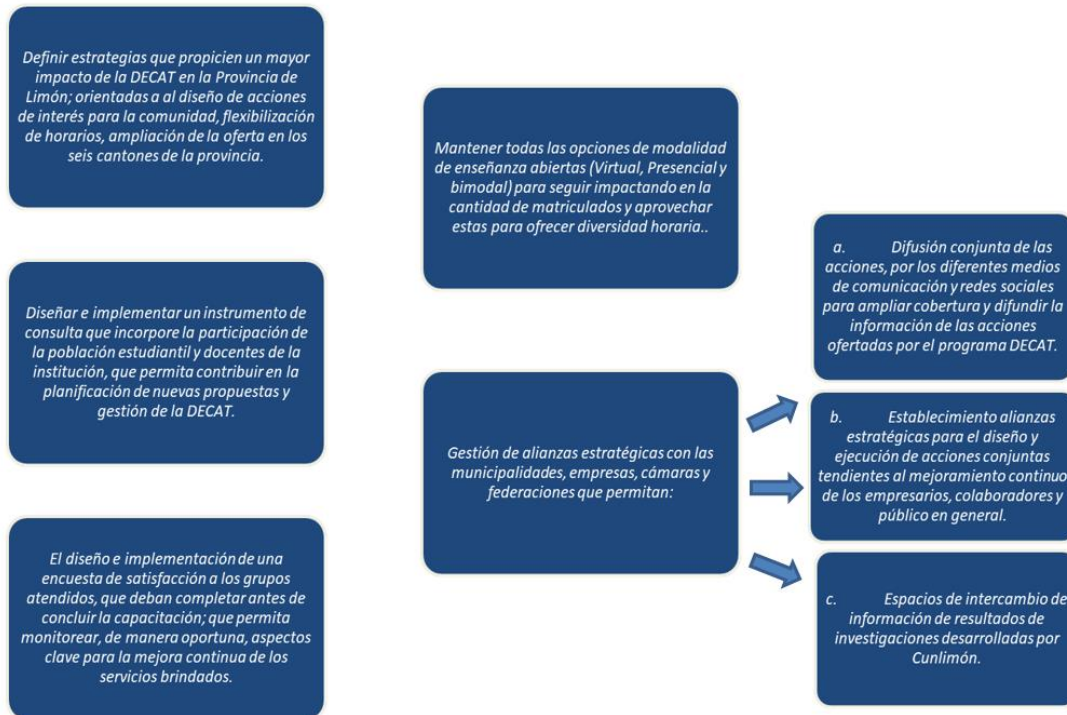 Definir estrategias que propicien un mayor
impacto de la DECAT en la Provincia de
Limón; orientadas a al diseño de acciones
de interés para la comunidad, flexibilización
de horarios, ampliación de la oferta en los
seis cantones de la provincia.
Diseñar e implementar un instrumento de
consulta que incorpore la participación de
la población estudiantil y docentes de la
institución, que permita contribuir en la
planificación de nuevas propuestas y
gestión de la DECAT.
El diseño e implementación de una
encuesta de satisfacción a los grupos
atendidos, que deban completar antes de
concluir la capacitación; que permita
monitorear, de manera oportuna, aspectos
clave para la mejora continua de los
servicios brindados.
Mantener todas las opciones de modalidad
de enseñanza abiertas (Virtual, Presencial y
bimodal) para seguir impactando en la
cantidad de matriculados y aprovechar
estas para ofrecer diversidad horaria..
Gestión de alianzas estratégicas con las
municipalidades, empresas, cámaras y
federaciones que permitan:
a. Difusión conjunta de las
acciones, por los diferentes medios
de comunicación y redes sociales
para ampliar cobertura y difundir la
información de las acciones
ofertadas por el programa DECAT.
b. Establecimiento alianzas
estratégicas para el diseño y
ejecución de acciones conjuntas
tendientes al mejoramiento continuo
de los empresarios, colaboradores y
público en general.
c. Espacios de intercambio de
información de resultados de
investigaciones desarrolladas por
Cunlimón.